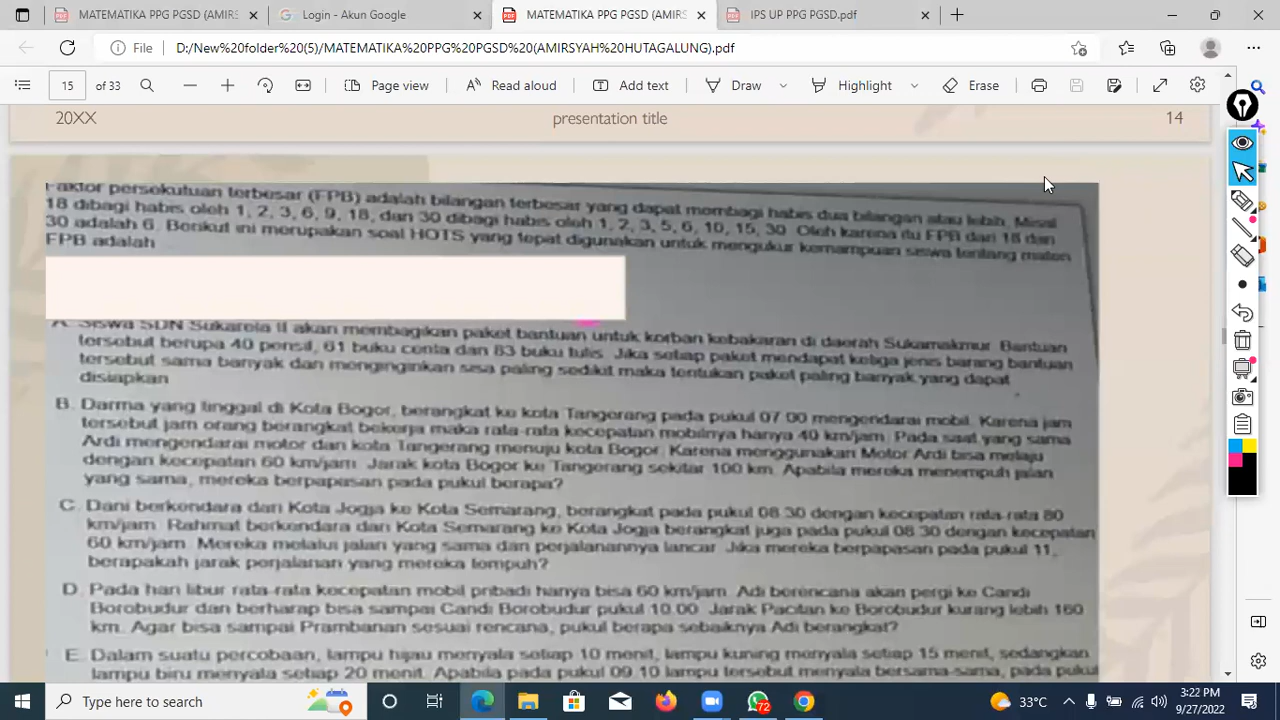 MATEMATIKA PPG PGSD (AMIRS
Login - Akun Google
MATEMATIKA PPG PGSD (AMIRS
IPS UP PPG PGSD.pdf
File
D:/New%20folder%20(5)/MATEMATIKA%20PPG%20PGSD%20(AMIRSYAH%20HUTAGALUNG).pdf
15 of 33
Page view
Read aloud
Add text
Draw
Highlight
Erase
20XX
presentation title
14
Faktor persekutuan terbesar (FPB) adalah bilangan terbesar yang dapat membagi habis dua bilangan atau lebih. Misal
18 dibagi habis oleh 1, 2, 3, 6, 9, 18, dan 30 dibagi habis oleh 1, 2, 3, 5, 6, 10, 15, 30. Oleh karena itu FPB dari 18 dan
30 adalah 6. Berikut ini merupakan soal HOTS yang tepat digunakan untuk mengukur kemampuan siswa tentang materi
FPB adalah
A. Siswa SDN Sukarela II akan membagikan paket bantuan untuk korban kebakaran di daerah Sukamakmur. Bantuan
tersebut berupa 40 pensil, 61 buku cerita dan 83 buku tulis. Jika setiap paket mendapat ketiga jenis barang bantuan
tersebut sama banyak dan menginginkan sisa paling sedikit maka tentukan paket paling banyak yang dapat
disiapkan
B. Darma yang tinggal di Kota Bogor, berangkat ke kota Tangerang pada pukul 07.00 mengendarai mobil. Karena jam
tersebut jam orang berangkat bekerja maka rata-rata kecepatan mobilnya hanya 40 km/jam. Pada saat yang sama
Ardi mengendarai motor dari kota Tangerang menuju kota Bogor. Karena menggunakan Motor Ardi bisa melaju
dengan kecepatan 60 km/jam. Jarak kota Bogor ke Tangerang sekitar 100 km. Apabila mereka menempuh jalan
yang sama, mereka berpapasan pada pukul berapa?
C. Dani berkendara dari Kota Jogja ke Kota Semarang, berangkat pada pukul 08.30 dengan kecepatan rata-rata 80
km/jam. Rahmat berkendara dari Kota Semarang ke Kota Jogja berangkat juga pada pukul 08.30 dengan kecepatan
60 km/jam. Mereka melalui jalan yang sama dan perjalanannya lancar. Jika mereka berpapasan pada pukul 11,
berapakah jarak perjalanan yang mereka tempuh?
D. Pada hari libur rata-rata kecepatan mobil pribadi hanya bisa 60 km/jam. Adi berencana akan pergi ke Candi
Borobudur dan berharap bisa sampai Candi Borobudur pukul 10.00. Jarak Pacitan ke Borobudur kurang lebih 160
km. Agar bisa sampai Prambanan sesuai rencana, pukul berapa sebaiknya Adi berangkat?
E. Dalam suatu percobaan, lampu hijau menyala setiap 10 menit, lampu kuning menyala setiap 15 menit, sedangkan
lampu biru menyala setiap 20 menit. Apabila pada pukul 09.10 lampu tersebut menyala bersama-sama, pada pukul
Type here to search
72
33°C
3:22 PM
9/27/2022